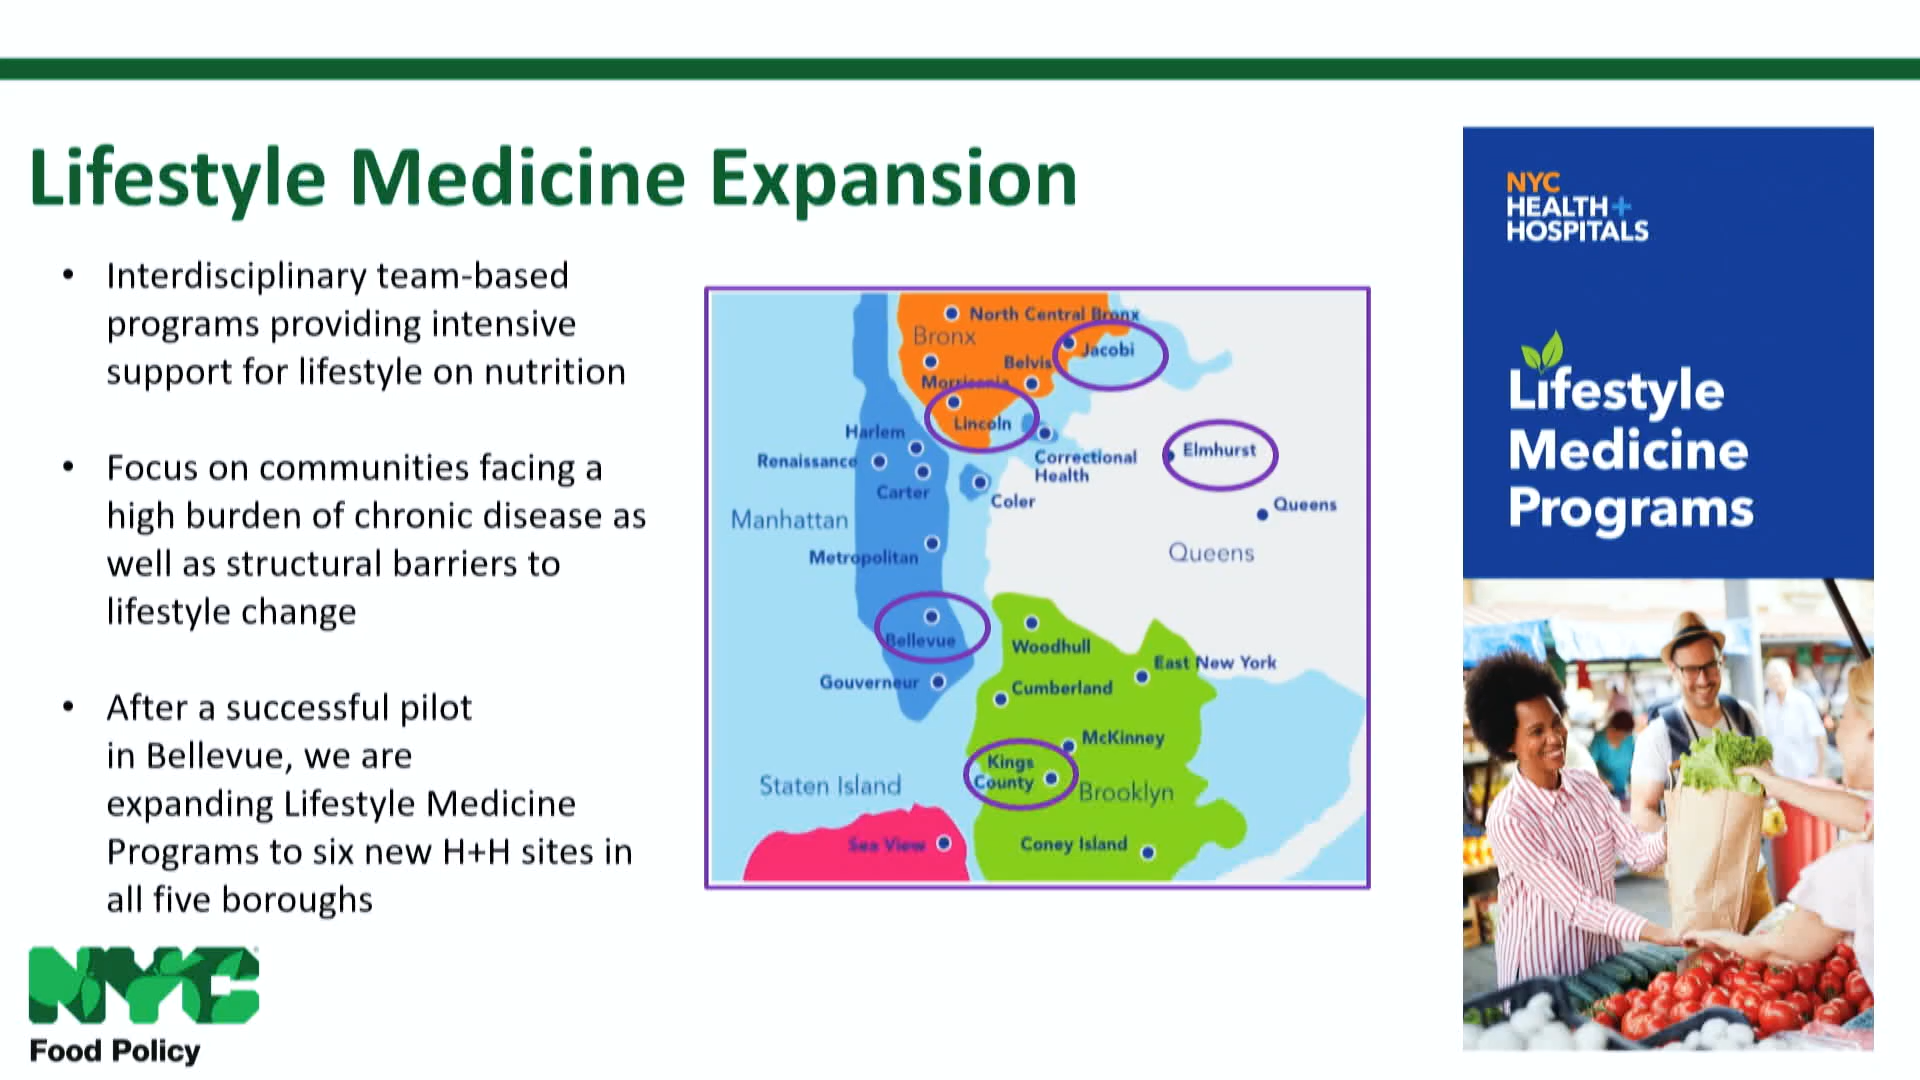 Lifestyle Medicine Expansion
• Interdisciplinary team-based
programs providing intensive
support for lifestyle on nutrition
• Focus on communities facing a
high burden of chronic disease as
well as structural barriers to
lifestyle change
• After a successful pilot
in Bellevue, we are
expanding Lifestyle Medicine
Programs to six new H+H sites in
all five boroughs
NYC
Food Policy
North Central Bronx
Bronx
Jacobi
Belvis
Morrisania
Lincoln
Harlem
Renaissance
Carter
Correctional
Health
Coler
Elmhurst
Queens
Manhattan
Queens
Metropolitan
Bellevue
Woodhull
East New York
Gouverneur
Cumberland
McKinney
Kings
County
Brooklyn
Staten Island
Sea View
Coney Island
NYC
HEALTH+
HOSPITALS
Lifestyle
Medicine
Programs